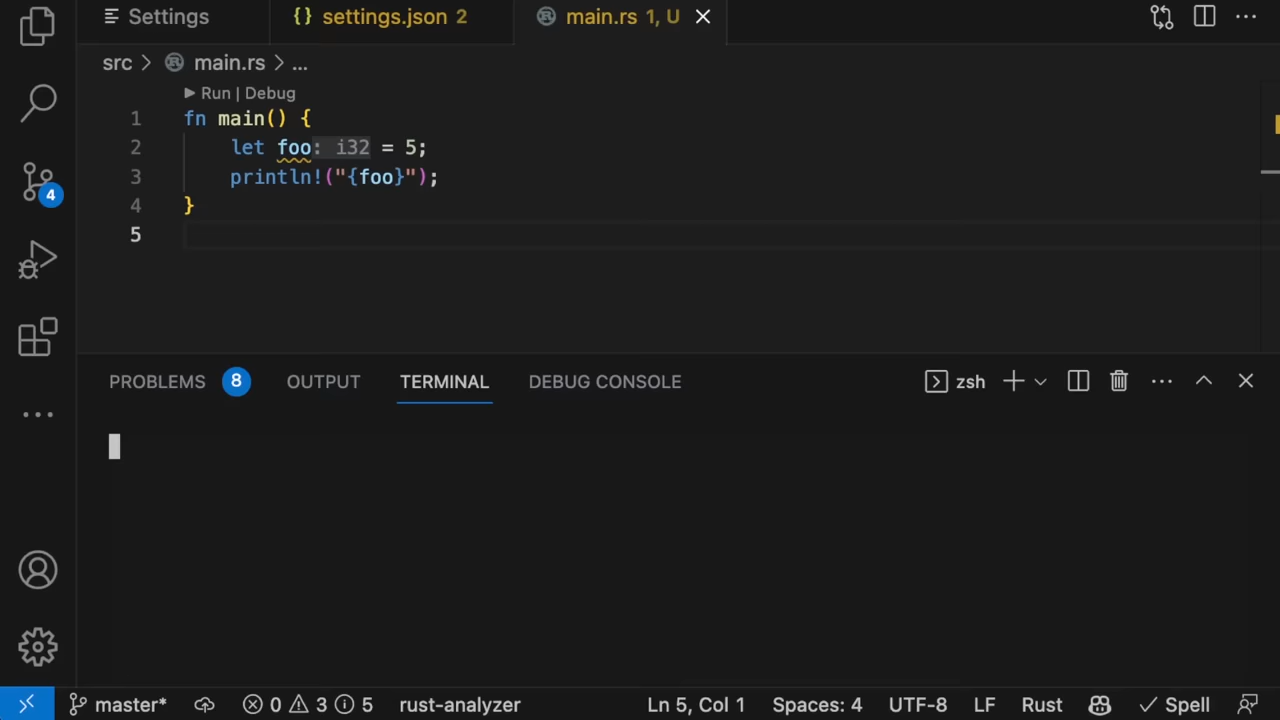 Settings
settings.json 2
main.rs 1, U
src > main.rs > ...
Run | Debug
1 fn main() {
2 let foo: i32 = 5;
3 println!("{foo}");
4 }
5
4
PROBLEMS 8 OUTPUT TERMINAL DEBUG CONSOLE zsh
master* 0 3 5 rust-analyzer Ln 5, Col 1 Spaces: 4 UTF-8 LF Rust Spell